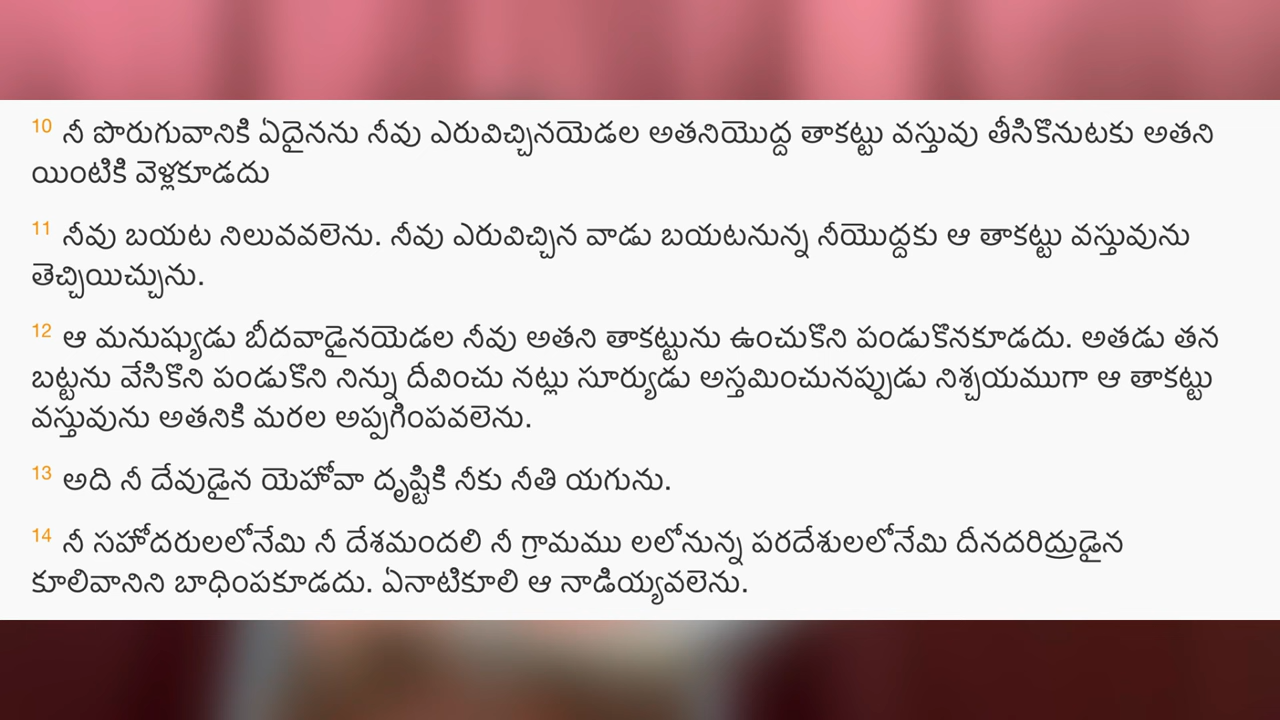 10 నీ పొరుగువానికి ఏదైనను నీవు ఎరువిచ్చినయెడల అతనియొద్ద తాకట్టు వస్తువు తీసికొనుటకు అతని
యింటికి వెళ్లకూడదు
11 నీవు బయట నిలువవలెను. నీవు ఎరువిచ్చిన వాడు బయటనున్న నీయొద్దకు ఆ తాకట్టు వస్తువును
తెచ్చియిచ్చును.
12 ఆ మనుష్యుడు బీదవాడైనయెడల నీవు అతని తాకట్టును ఉంచుకొని పండుకొనకూడదు. అతడు తన
బట్టను వేసికొని పండుకొని నిన్ను దీవించు నట్లు సూర్యుడు అస్తమించునప్పుడు నిశ్చయముగా ఆ తాకట్టు
వస్తువును అతనికి మరల అప్పగింపవలెను.
13 అది నీ దేవుడైన యెహోవా దృష్టికి నీకు నీతి యగును.
14 నీ సహోదరులలోనేమి నీ దేశమందలి నీ గ్రామము లలోనున్న పరదేశులలోనేమి దీనదరిద్రుడైన
కూలివానిని బాధింపకూడదు. ఏనాటికూలి ఆ నాడియ్యవలెను.